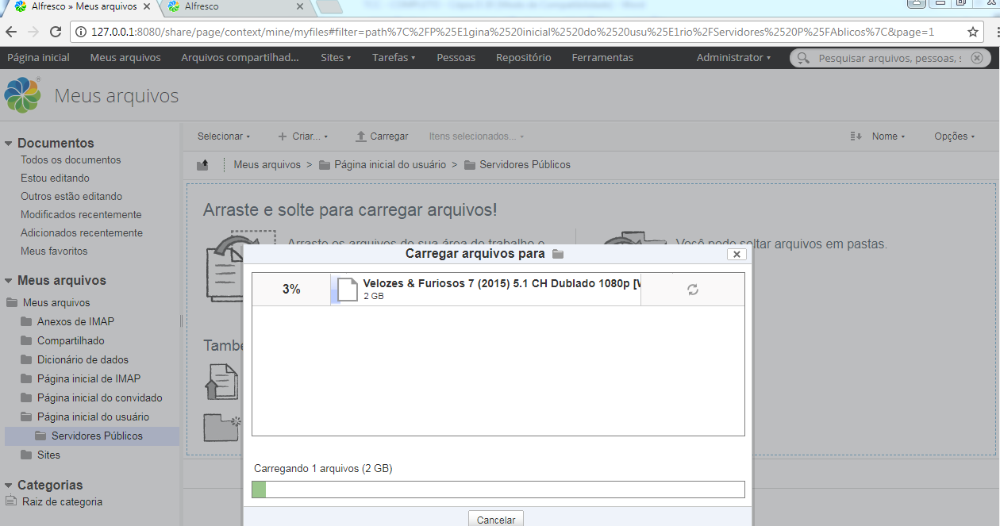 Alfresco » Meus arquivos
Alfresco
127.0.0.1:8080/share/page/context/mine/myfiles#filter=path%7C%2FP%25E1gina%2520inicial%2520do%2520usu%25E1rio%2FServidores%2520P%25FAblicos%7C&page=1
Página inicial Meus arquivos Arquivos compartilhad... Sites Tarefas Pessoas Repositório Ferramentas Administrator Pesquisar arquivos, pessoas,
Meus arquivos
Documentos
Todos os documentos
Estou editando
Outros estão editando
Modificados recentemente
Adicionados recentemente
Meus favoritos
Meus arquivos
Meus arquivos
Anexos de IMAP
Compartilhado
Dicionário de dados
Página inicial de IMAP
Página inicial do convidado
Página inicial do usuário
Servidores Públicos
Sites
Categorias
Raiz de categoria
Selecionar Criar... Carregar Itens selecionados... Nome Opções
Meus arquivos > Página inicial do usuário > Servidores Públicos
Arraste e solte para carregar arquivos!
Arraste os arquivos de sua área de trabalho e
Você pode soltar arquivos em pastas.
També
Carregar arquivos para
3%
Velozes & Furiosos 7 (2015) 5.1 CH Dublado 1080p [
2 GB
Carregando 1 arquivos (2 GB)
Cancelar